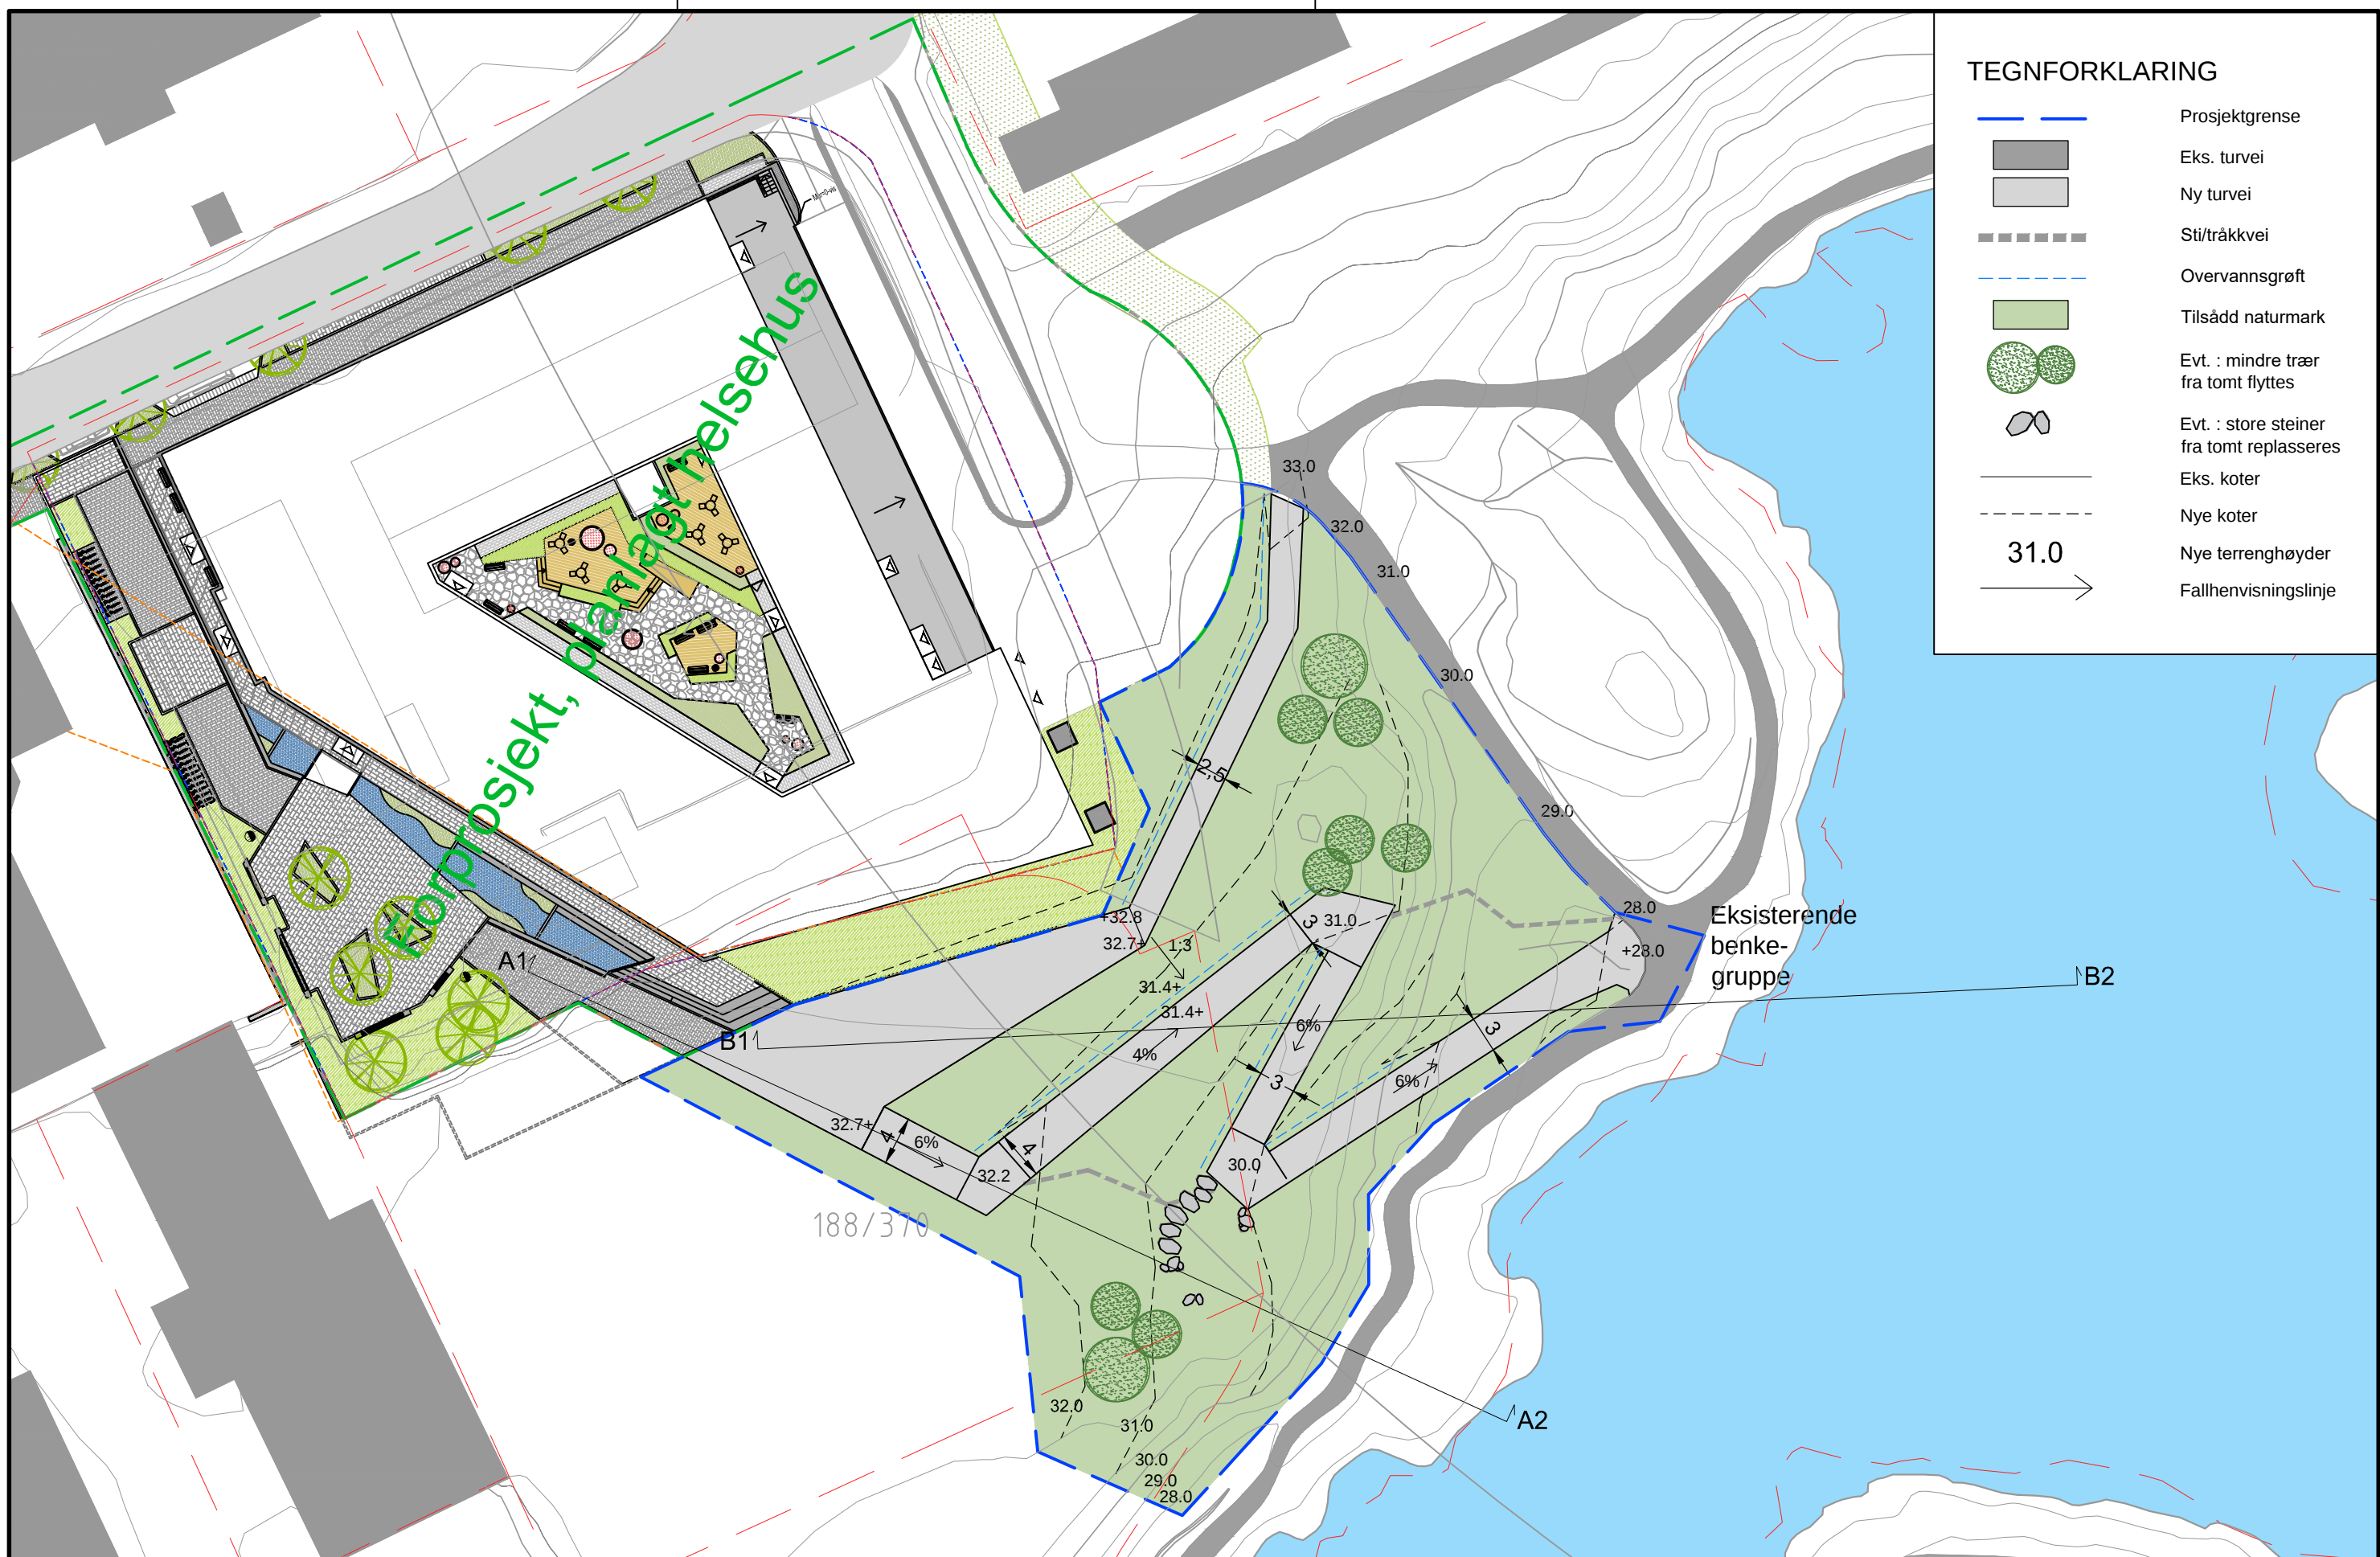 TEGNFORKLARING
Prosjektgrense
Eks. turvei
Ny turvei
Sti/tråkkvei
Overvannsgrøft
Tilsådd naturmark
Evt. : mindre trær
fra tomt flyttes
Evt. : store steiner
fra tomt replasseres
Eks. koter
Nye koter
31.0
Nye terrenghøyder
Fallhenvisningslinje
Forprosjekt, planlagt helsehus
33.0
32.0
31.0
30.0
2,5
29.0
28.0
+28.0
Eksisterende
benke-
gruppe
+32.8
32.7+
1:3
31.4+
31.4+
3
31.0
4%
6%
3
3
6%
A1
B1
B2
32.7+
4
6%
4
32.2
30.0
188/370
A2
32.0
31.0
30.0
29.0
28.0